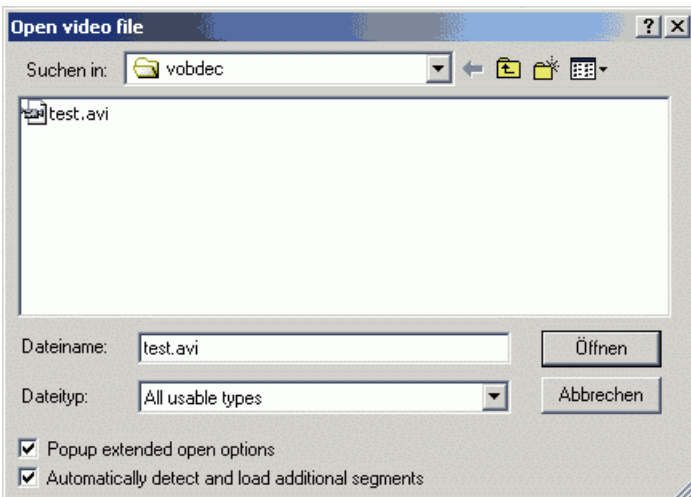 Open video file
Suchen in: vobdec
test.avi
Dateiname: test.avi Öffnen
Dateityp: All usable types Abbrechen
Popup extended open options
Automatically detect and load additional segments